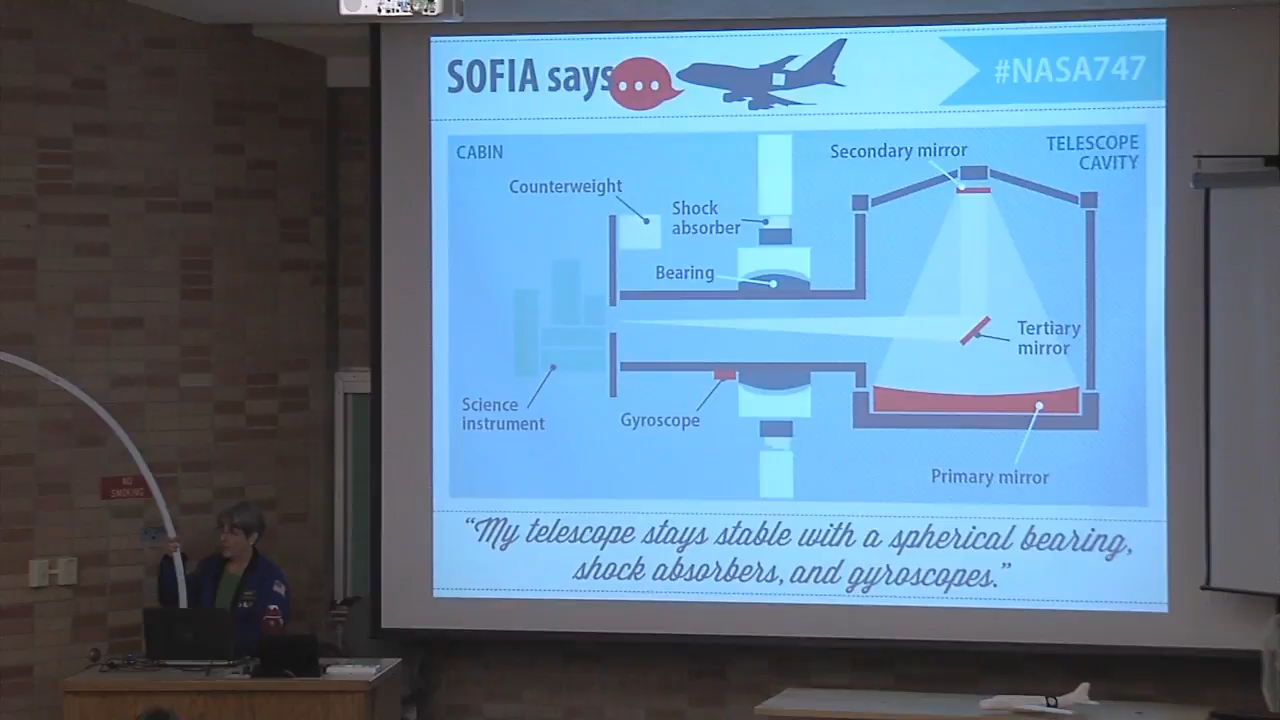 SOFIA says
#NASA747
CABIN
TELESCOPE
CAVITY
Secondary mirror
Counterweight
Shock
absorber
Bearing
Tertiary
mirror
Science
instrument
Gyroscope
Primary mirror
“My telescope stays stable with a spherical bearing,
shock absorbers, and gyroscopes.”
NO
SMOKING